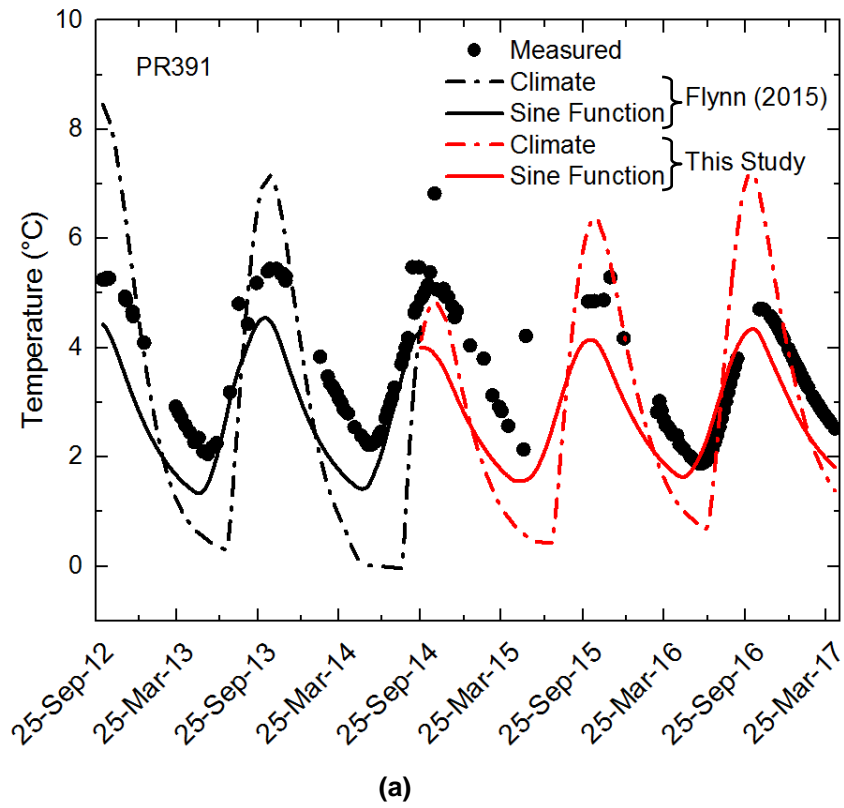 10
8
6
4
2
0
Temperature (°C)
PR391
Measured
Climate
Sine Function
Flynn (2015)
Climate
Sine Function
This Study
25-Sep-12
25-Mar-13
25-Sep-13
25-Mar-14
25-Sep-14
25-Mar-15
25-Sep-15
25-Mar-16
25-Sep-16
25-Mar-17
(a)